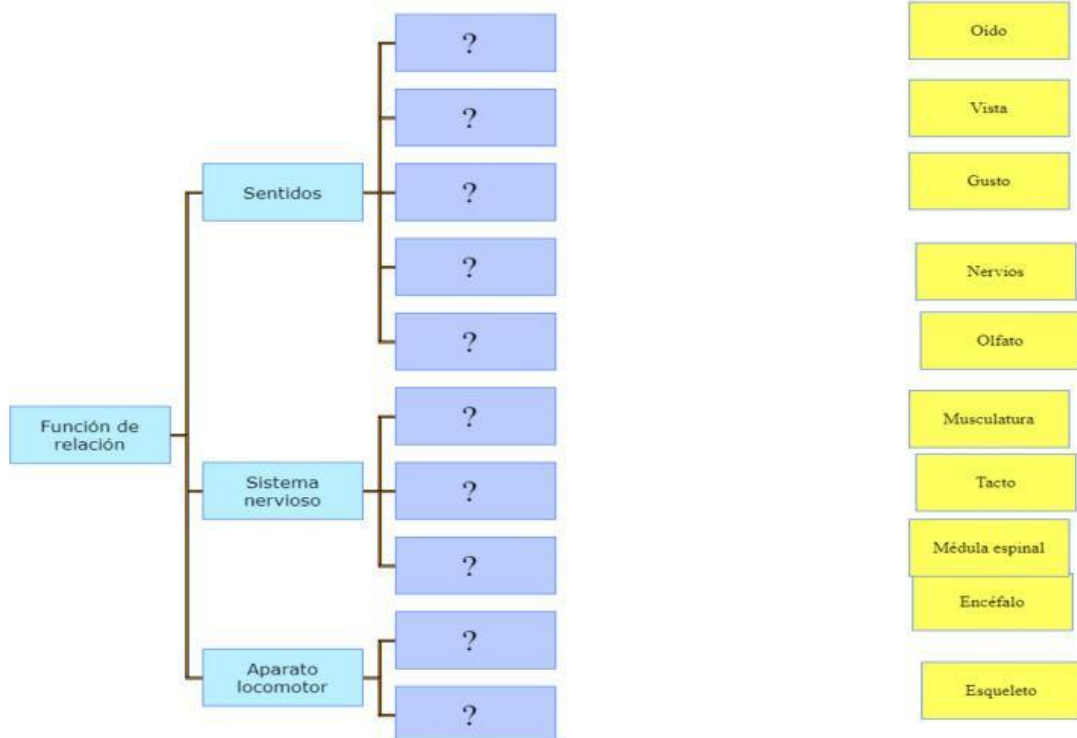 ?
?
?
?
?
?
?
?
?
?
Sentidos
Función de
relación
Sistema
nervioso
Aparato
locomotor
Oído
Vista
Gusto
Nervios
Olfato
Musculatura
Tacto
Médula espinal
Encéfalo
Esqueleto